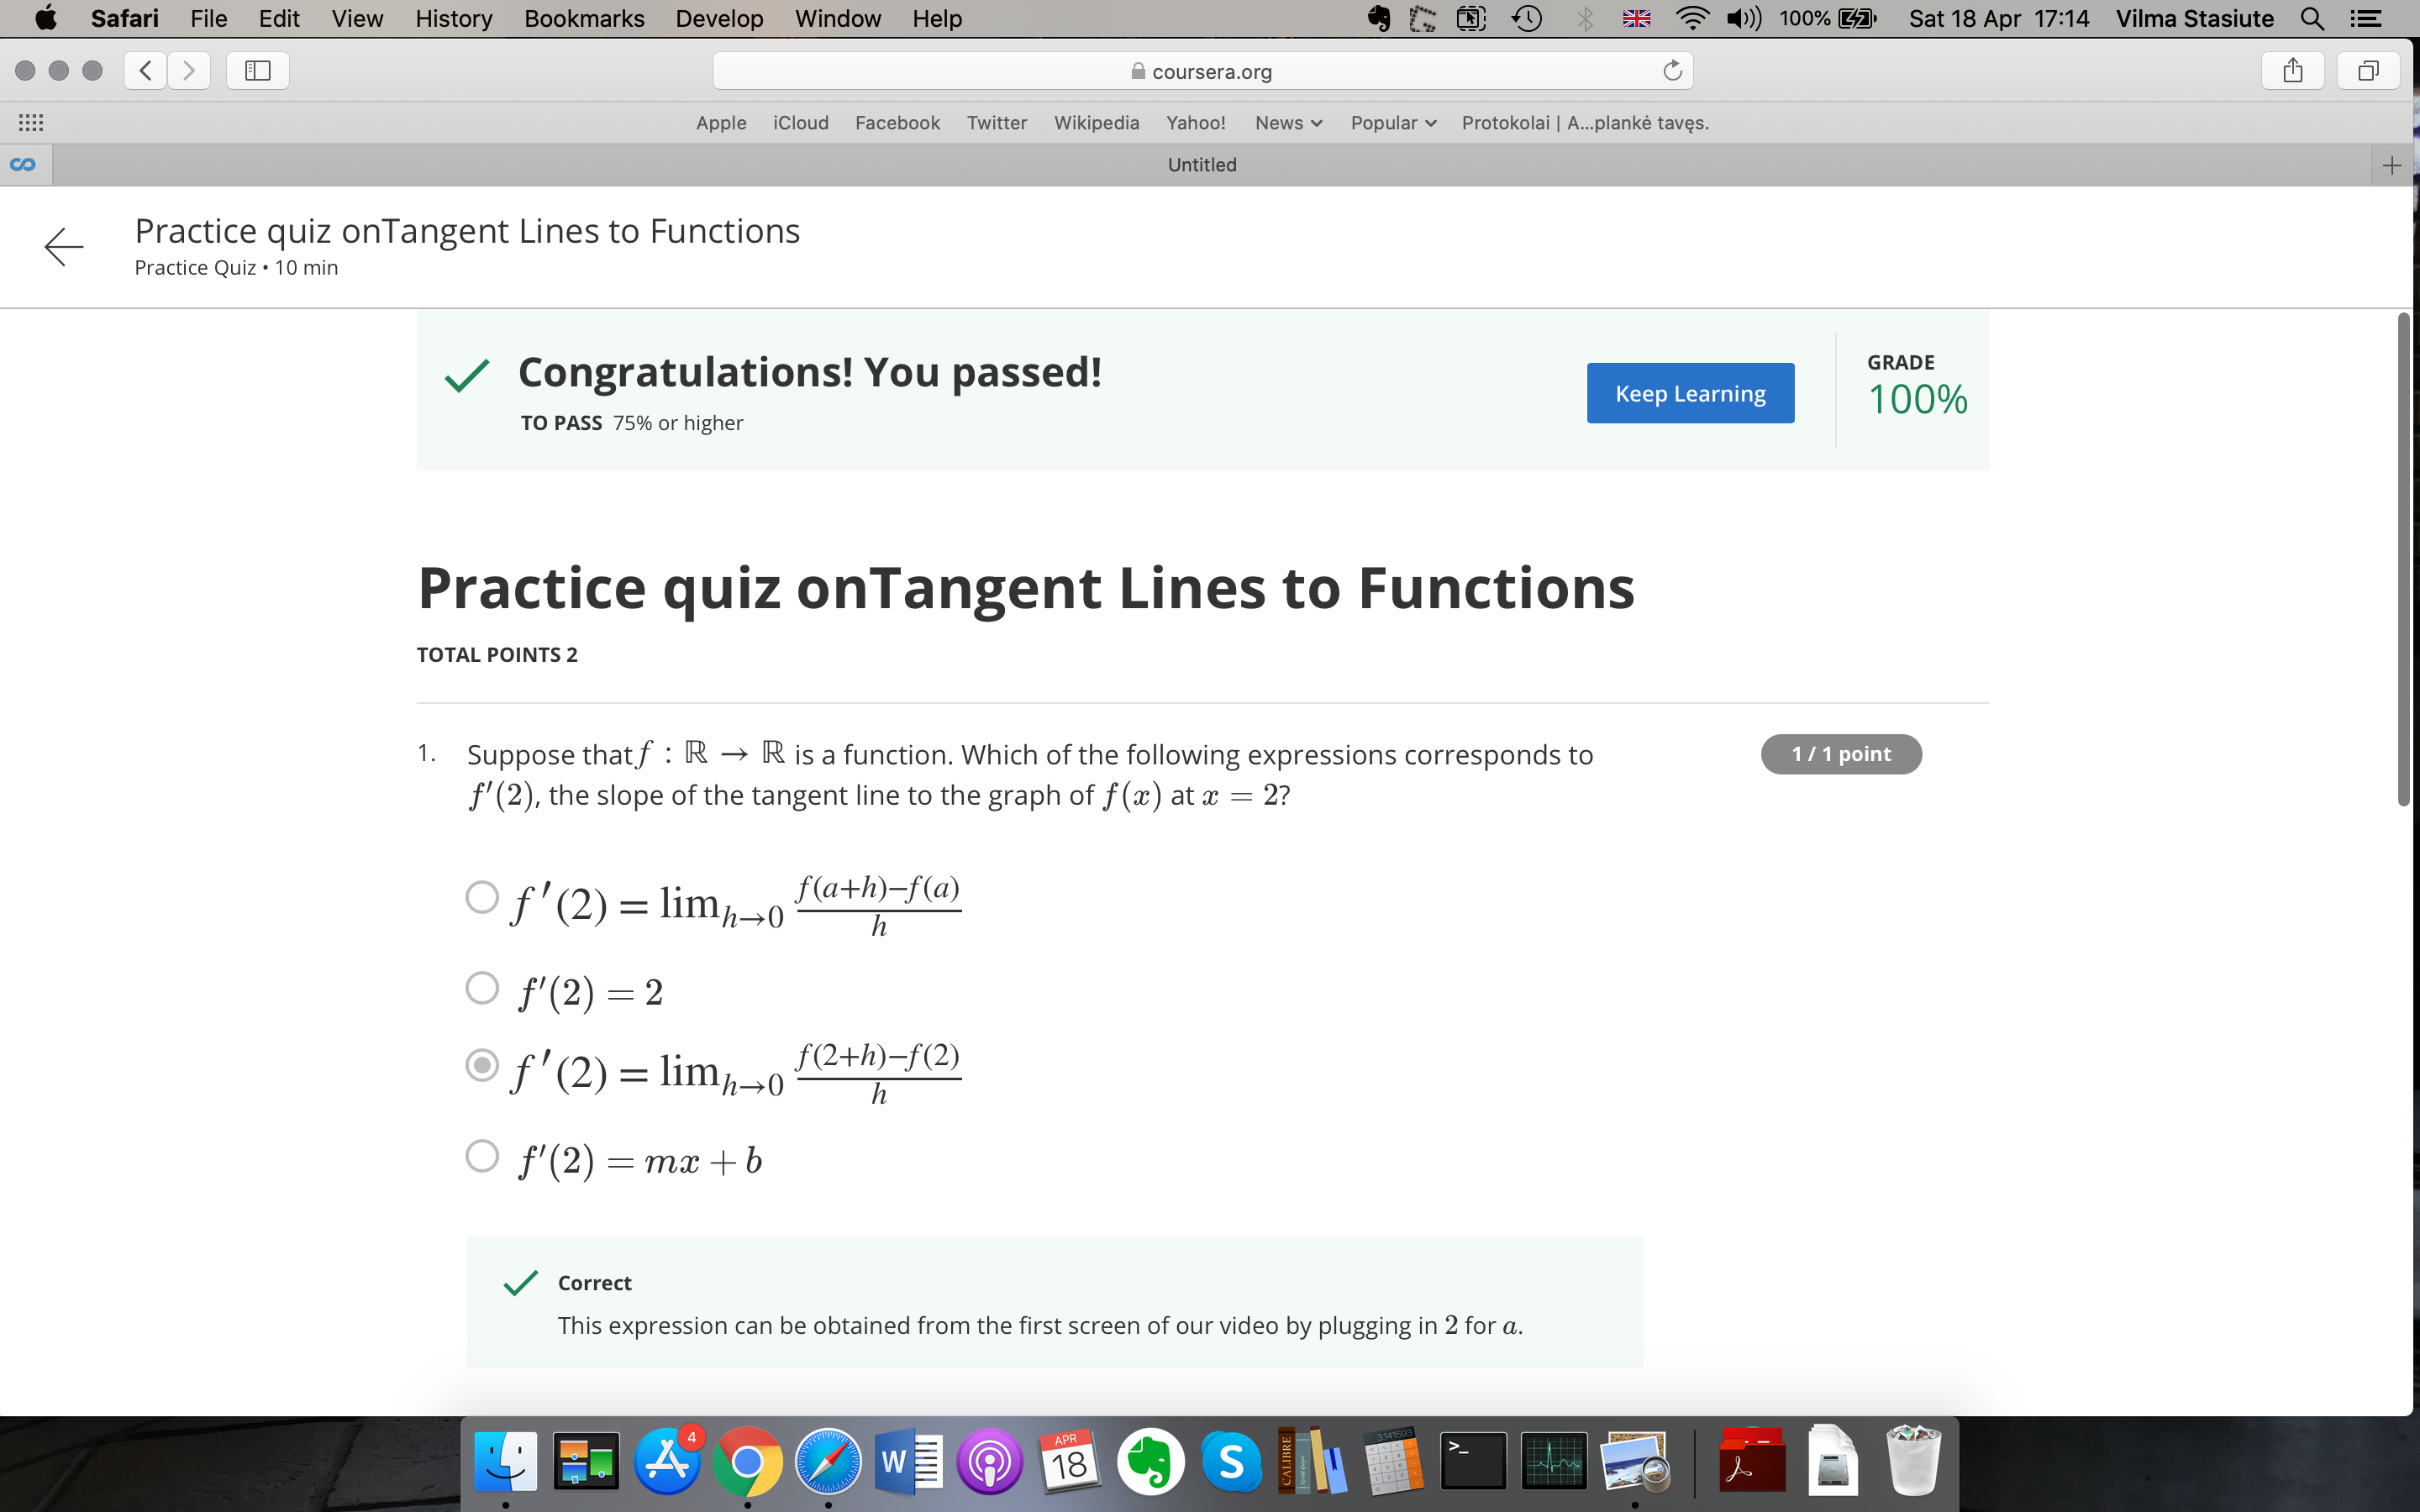 Safari File Edit View History Bookmarks Develop Window Help 100% Sat 18 Apr 17:14 Vilma Stasiute
coursera.org
Apple iCloud Facebook Twitter Wikipedia Yahoo! News Popular Protokolai | A...plankė tavęs.
Untitled
Practice quiz onTangent Lines to Functions
Practice Quiz • 10 min
Congratulations! You passed!
TO PASS 75% or higher
Keep Learning
GRADE
100%
Practice quiz onTangent Lines to Functions
TOTAL POINTS 2
1. Suppose that f : ℝ → ℝ is a function. Which of the following expressions corresponds to
f′(2), the slope of the tangent line to the graph of f(x) at x = 2?
1 / 1 point
f′(2) = lim_{h→0} \frac{f(a+h)−f(a)}{h}
f′(2) = 2
f′(2) = lim_{h→0} \frac{f(2+h)−f(2)}{h}
f′(2) = mx + b
Correct
This expression can be obtained from the first screen of our video by plugging in 2 for a.
4
W
APR
18
S
CALIBRE
3.141593
>_